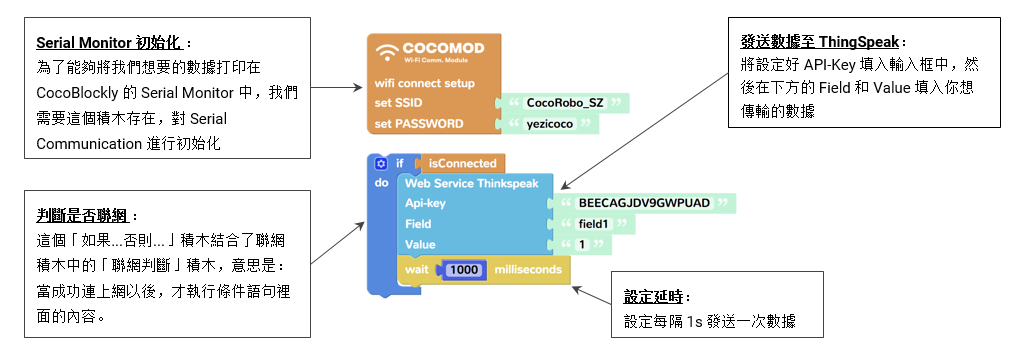 Serial Monitor 初始化：
為了能夠將我們想要的數據打印在
CocoBlockly 的 Serial Monitor 中，我們
需要這個積木存在，對 Serial
Communication 進行初始化
判斷是否聯網：
這個「如果...否則...」積木結合了聯網
積木中的「聯網判斷」積木，意思是：
當成功連上網以後，才執行條件語句裡
面的內容。
COCOMOD
Wi-Fi Comm. Module
wifi connect setup
set SSID “ CocoRobo_SZ ”
set PASSWORD “ yezicoco ”
if isConnected
do Web Service Thinkspeak
Api-key “ BEECAGJDV9GWPUAD ”
Field “ field1 ”
Value “ 1 ”
wait 1000 milliseconds
發送數據至 ThingSpeak：
將設定好 API-Key 填入輸入框中，然
後在下方的 Field 和 Value 填入你想
傳輸的數據
設定延時：
設定每隔 1s 發送一次數據